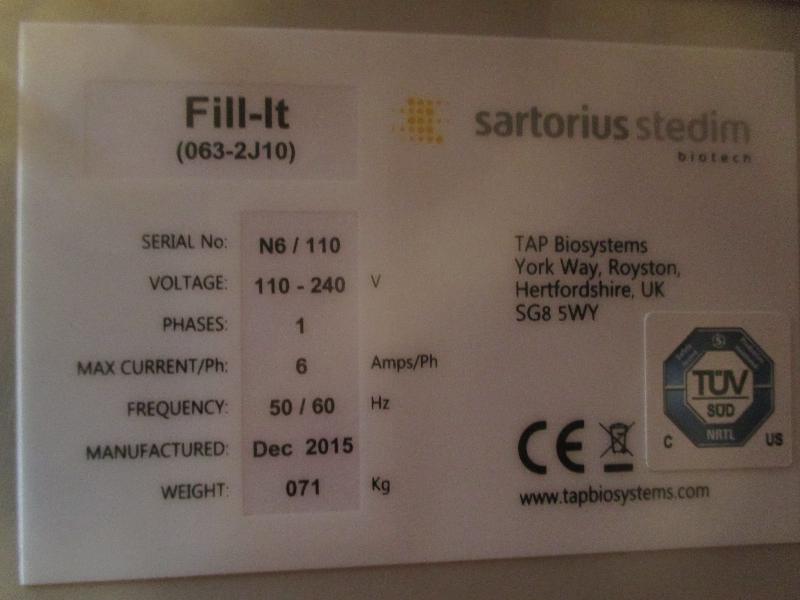 Fill-It
(063-2J10)
sartorius stedim
biotech
SERIAL No: N6 / 110
VOLTAGE: 110 - 240 V
PHASES: 1
MAX CURRENT/Ph: 6 Amps/Ph
FREQUENCY: 50 / 60 Hz
MANUFACTURED: Dec 2015
WEIGHT: 071 Kg
TAP Biosystems
York Way, Royston,
Hertfordshire, UK
SG8 5WY
TÜV
SÜD
NRTL
C US
CE
www.tapbiosystems.com